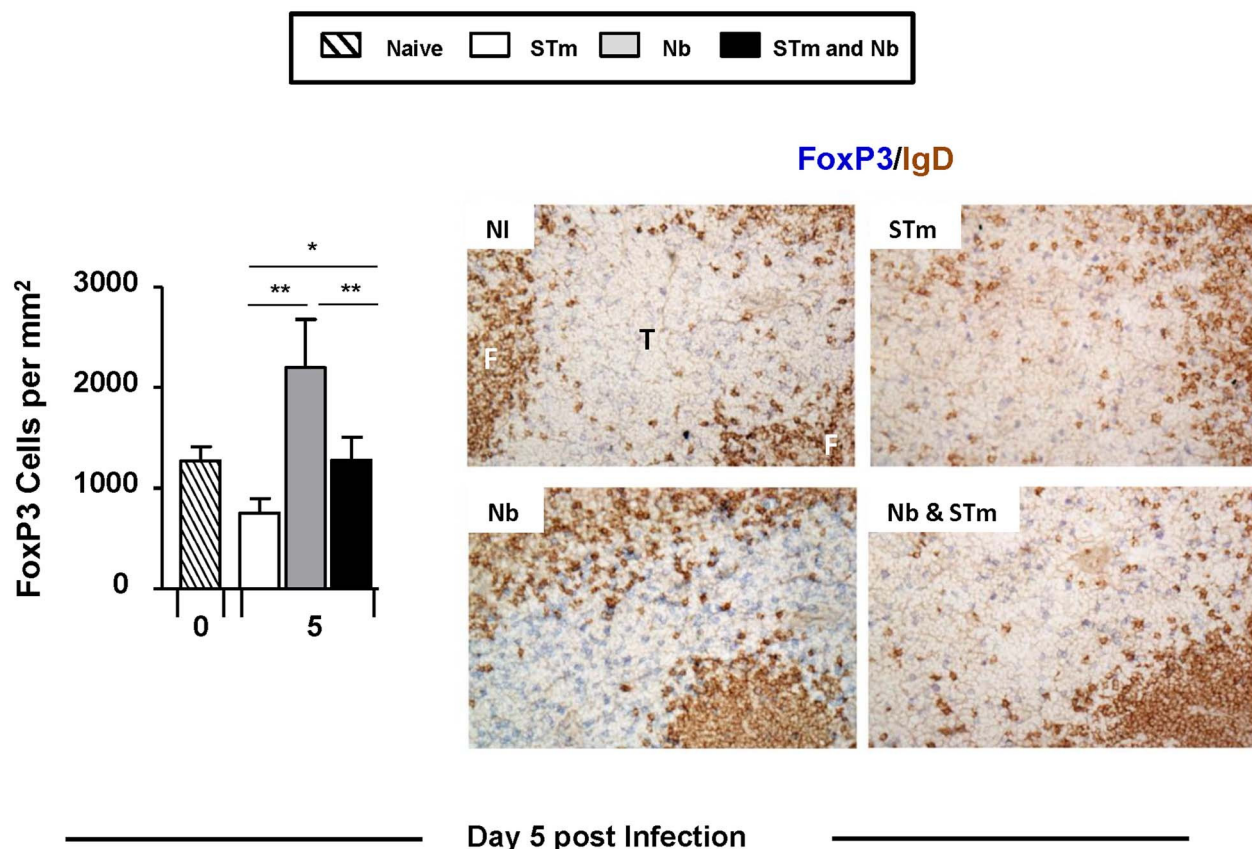 Naive STm Nb STm and Nb
FoxP3/IgD
FoxP3 Cells per mm²
3000
2000
1000
0
*
** **
0 5
NI
F
T
F
STm
Nb
Nb & STm
Day 5 post Infection